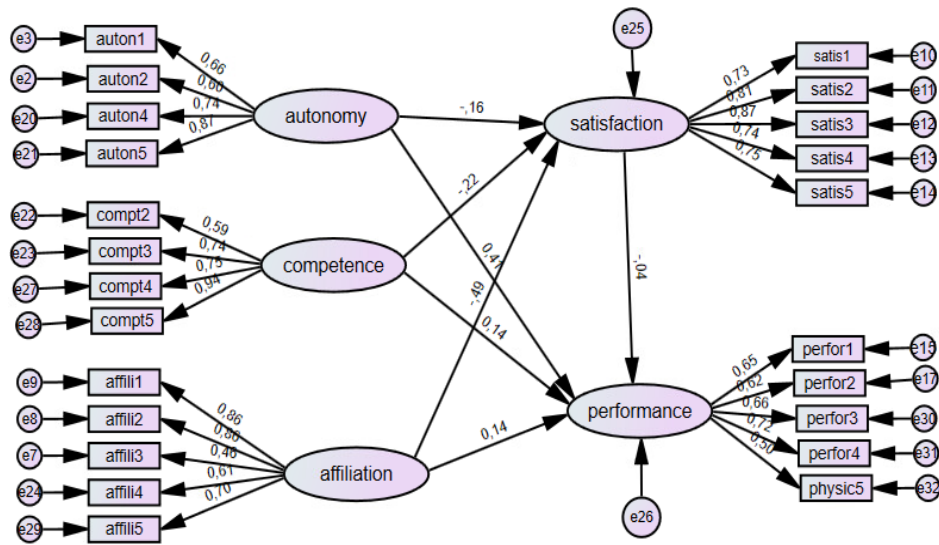 e3
auton1
0,66
e2
auton2
0,60
e20
auton4
0,74
e21
auton5
0,87
autonomy
e22
compt2
0,59
e23
compt3
0,74
e27
compt4
0,75
e28
compt5
0,94
competence
e9
affili1
0,86
e8
affili2
0,86
e7
affili3
0,46
e24
affili4
0,61
e29
affili5
0,70
affiliation
-,16
-,22
-,49
0,41
0,14
0,14
-,04
e25
satisfaction
0,73
satis1
e10
0,81
satis2
e11
0,87
satis3
e12
0,74
satis4
e13
0,75
satis5
e14
performance
e26
0,65
perfor1
e15
0,62
perfor2
e17
0,66
perfor3
e30
0,72
perfor4
e31
0,50
physic5
e32